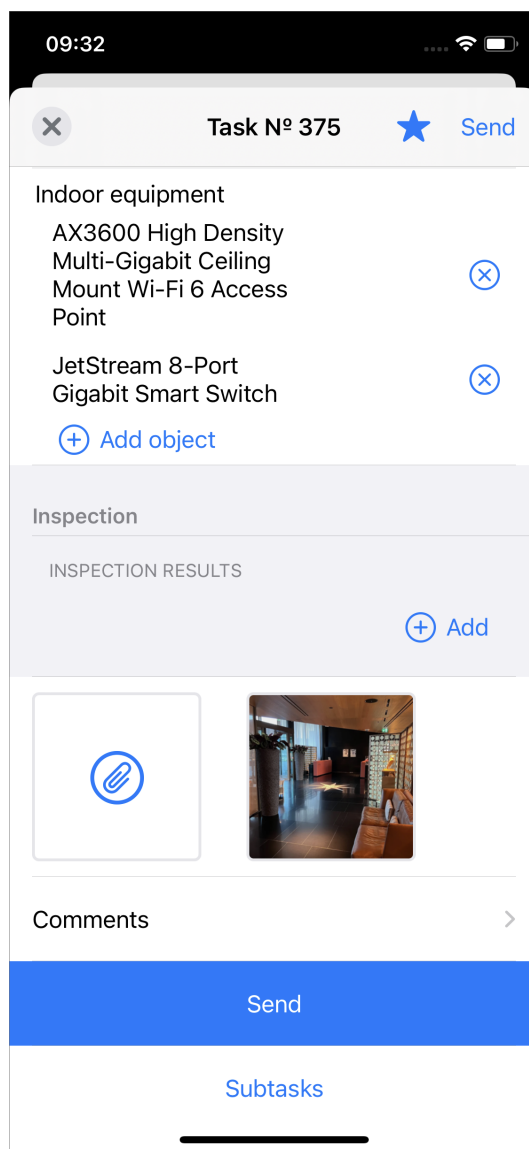 09:32
Task № 375
Send
Indoor equipment
AX3600 High Density
Multi-Gigabit Ceiling
Mount Wi-Fi 6 Access
Point
JetStream 8-Port
Gigabit Smart Switch
Add object
Inspection
INSPECTION RESULTS
Add
Comments
Send
Subtasks